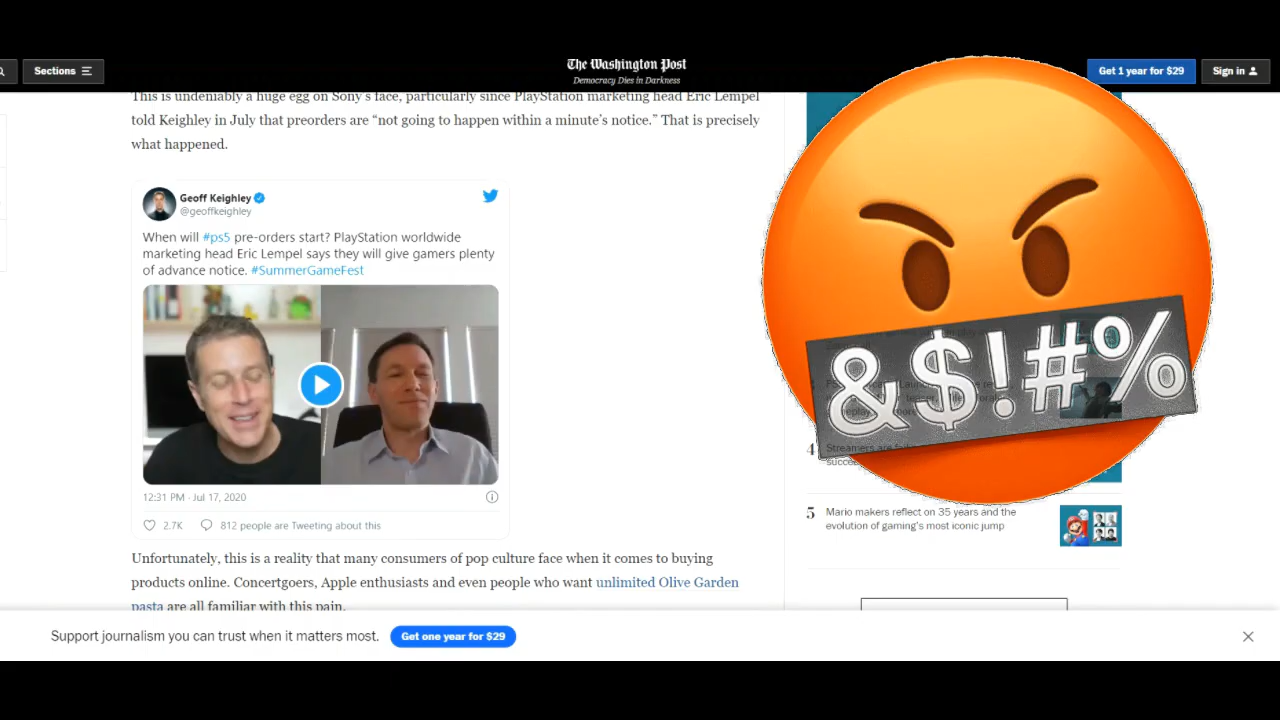 Sections
The Washington Post
Democracy Dies in Darkness
Get 1 year for $29
Sign in
This is undeniably a huge egg on Sony's face, particularly since PlayStation marketing head Eric Lempel
told Keighley in July that preorders are “not going to happen within a minute's notice.” That is precisely
what happened.
Geoff Keighley
@geoffkeighley
When will #ps5 pre-orders start? PlayStation worldwide
marketing head Eric Lempel says they will give gamers plenty
of advance notice. #SummerGameFest
12:31 PM · Jul 17, 2020
2.7K 812 people are Tweeting about this
Unfortunately, this is a reality that many consumers of pop culture face when it comes to buying
products online. Concertgoers, Apple enthusiasts and even people who want unlimited Olive Garden
pasta are all familiar with this pain.
&$!#%
4 Streamers are
5 Mario makers reflect on 35 years and the
evolution of gaming's most iconic jump
Support journalism you can trust when it matters most.
Get one year for $29